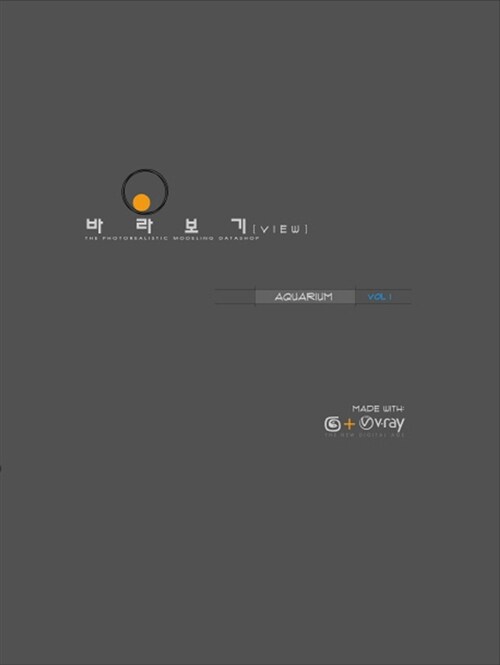 바 라 보 기 [VIEW]
THE PHOTOREALISTIC MODELING DATASHOP
AQUARIUM VOL 1
MADE WITH:
+ v·ray
THE NEW DIGITAL AGE